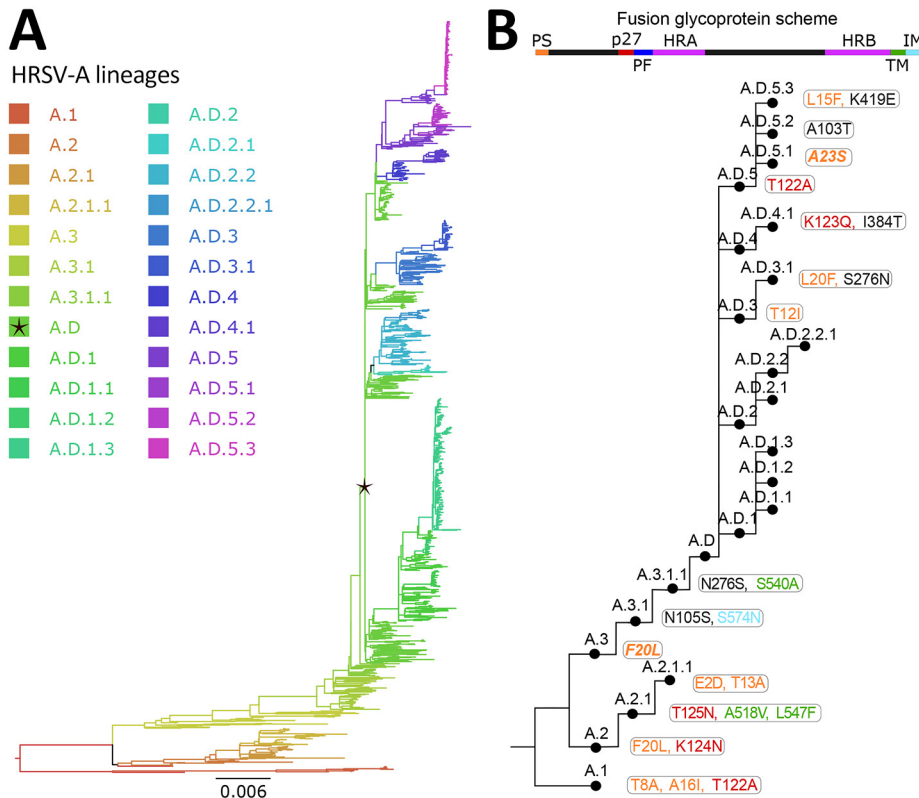 A
HRSV-A lineages
A.1
A.2
A.2.1
A.2.1.1
A.3
A.3.1
A.3.1.1
A.D
A.D.1
A.D.1.1
A.D.1.2
A.D.1.3
A.D.2
A.D.2.1
A.D.2.2
A.D.2.2.1
A.D.3
A.D.3.1
A.D.4
A.D.4.1
A.D.5
A.D.5.1
A.D.5.2
A.D.5.3
0.006
B
Fusion glycoprotein scheme
PS p27 HRA HRB IM
PF TM
A.D.5.3
L15F, K419E
A.D.5.2
A103T
A.D.5.1
A23S
A.D.5
T122A
A.D.4.1
K123Q, I384T
A.D.4
A.D.3.1
L20F, S276N
A.D.3
T12I
A.D.2.2.1
A.D.2.2
A.D.2.1
A.D.2
A.D.1.3
A.D.1.2
A.D.1.1
A.D.1
A.D
A.3.1.1
N276S, S540A
A.3.1
N105S, S574N
A.3
F20L
A.2.1.1
E2D, T13A
A.2.1
T125N, A518V, L547F
A.2
F20L, K124N
A.1
T8A, A16I, T122A